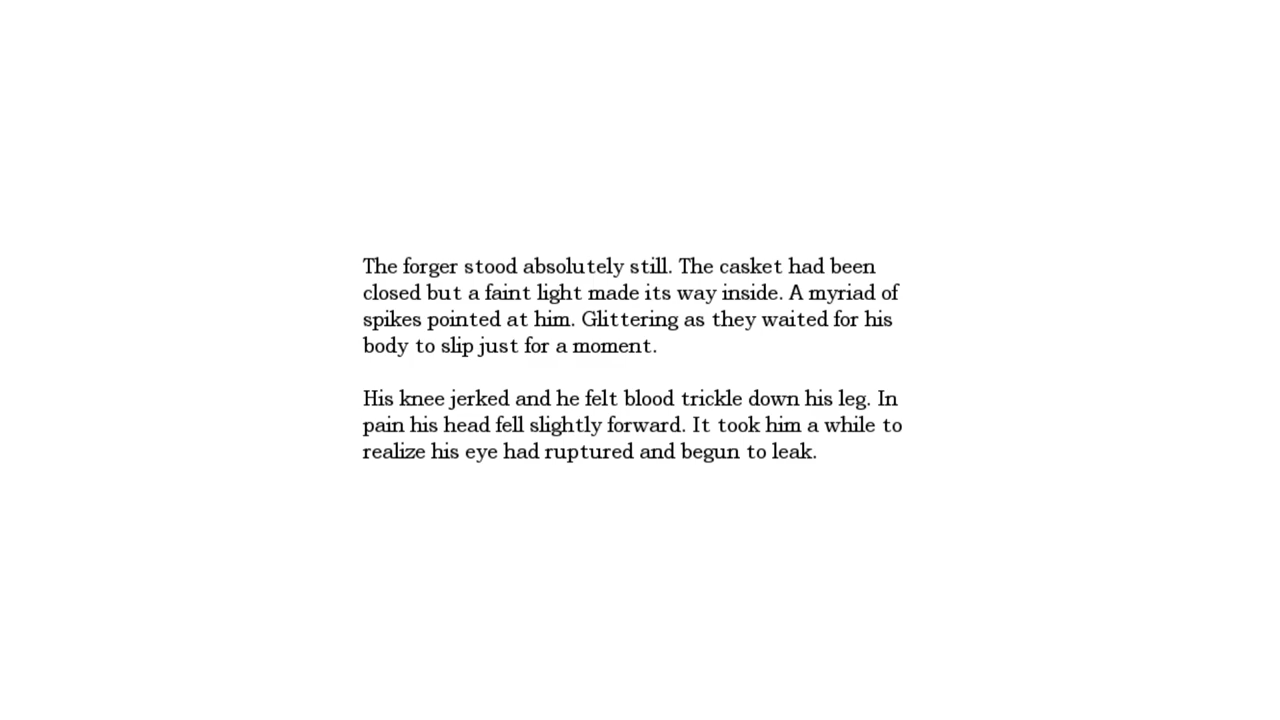 The forger stood absolutely still. The casket had been
closed but a faint light made its way inside. A myriad of
spikes pointed at him. Glittering as they waited for his
body to slip just for a moment.
His knee jerked and he felt blood trickle down his leg. In
pain his head fell slightly forward. It took him a while to
realize his eye had ruptured and begun to leak.